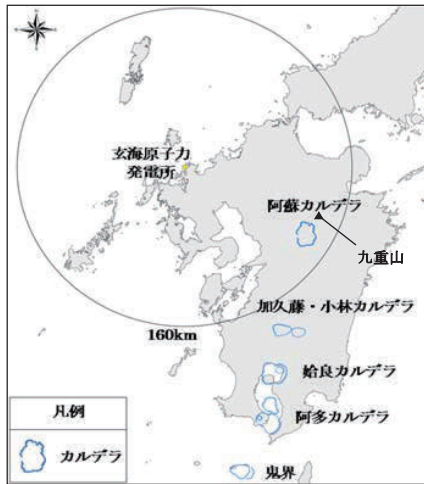 玄海原子力
発電所
阿蘇カルデラ
九重山
加久藤・小林カルデラ
160km
姶良カルデラ
阿多カルデラ
鬼界
凡例
カルデラ